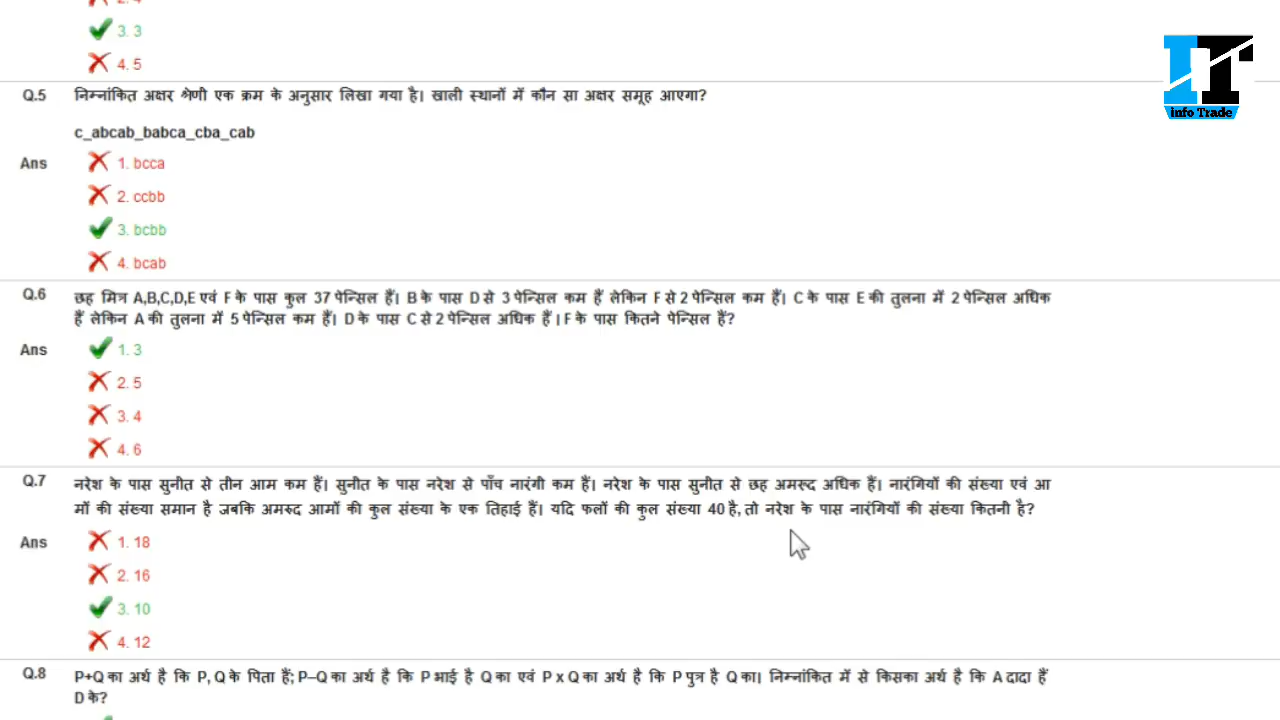 3. 3
4. 5
Q.5 निम्नांकित अक्षर श्रेणी एक क्रम के अनुसार लिखा गया है। खाली स्थानों में कौन सा अक्षर समूह आएगा?
c_abcab_babca_cba_cab
Ans 1. bcca
2. ccbb
3. bcbb
4. bcab
Q.6 छह मित्र A,B,C,D,E एवं F के पास कुल 37 पेन्सिल हैं। B के पास D से 3 पेन्सिल कम हैं लेकिन F से 2 पेन्सिल कम हैं। C के पास E की तुलना में 2 पेन्सिल अधिक
हैं लेकिन A की तुलना में 5 पेन्सिल कम हैं। D के पास C से 2 पेन्सिल अधिक हैं । F के पास कितने पेन्सिल हैं?
Ans 1. 3
2. 5
3. 4
4. 6
Q.7 नरेश के पास सुनीत से तीन आम कम हैं। सुनीत के पास नरेश से पाँच नारंगी कम हैं। नरेश के पास सुनीत से छह अमरुद अधिक हैं। नारंगियों की संख्या एवं आ
मों की संख्या समान है जबकि अमरुद आमों की कुल संख्या के एक तिहाई हैं। यदि फलों की कुल संख्या 40 है, तो नरेश के पास नारंगियों की संख्या कितनी है?
Ans 1. 18
2. 16
3. 10
4. 12
Q.8 P+Q का अर्थ है कि P, Q के पिता हैं; P–Q का अर्थ है कि P भाई है Q का एवं P x Q का अर्थ है कि P पुत्र है Q का। निम्नांकित में से किसका अर्थ है कि A दादा हैं
D के?
IT
info Trade